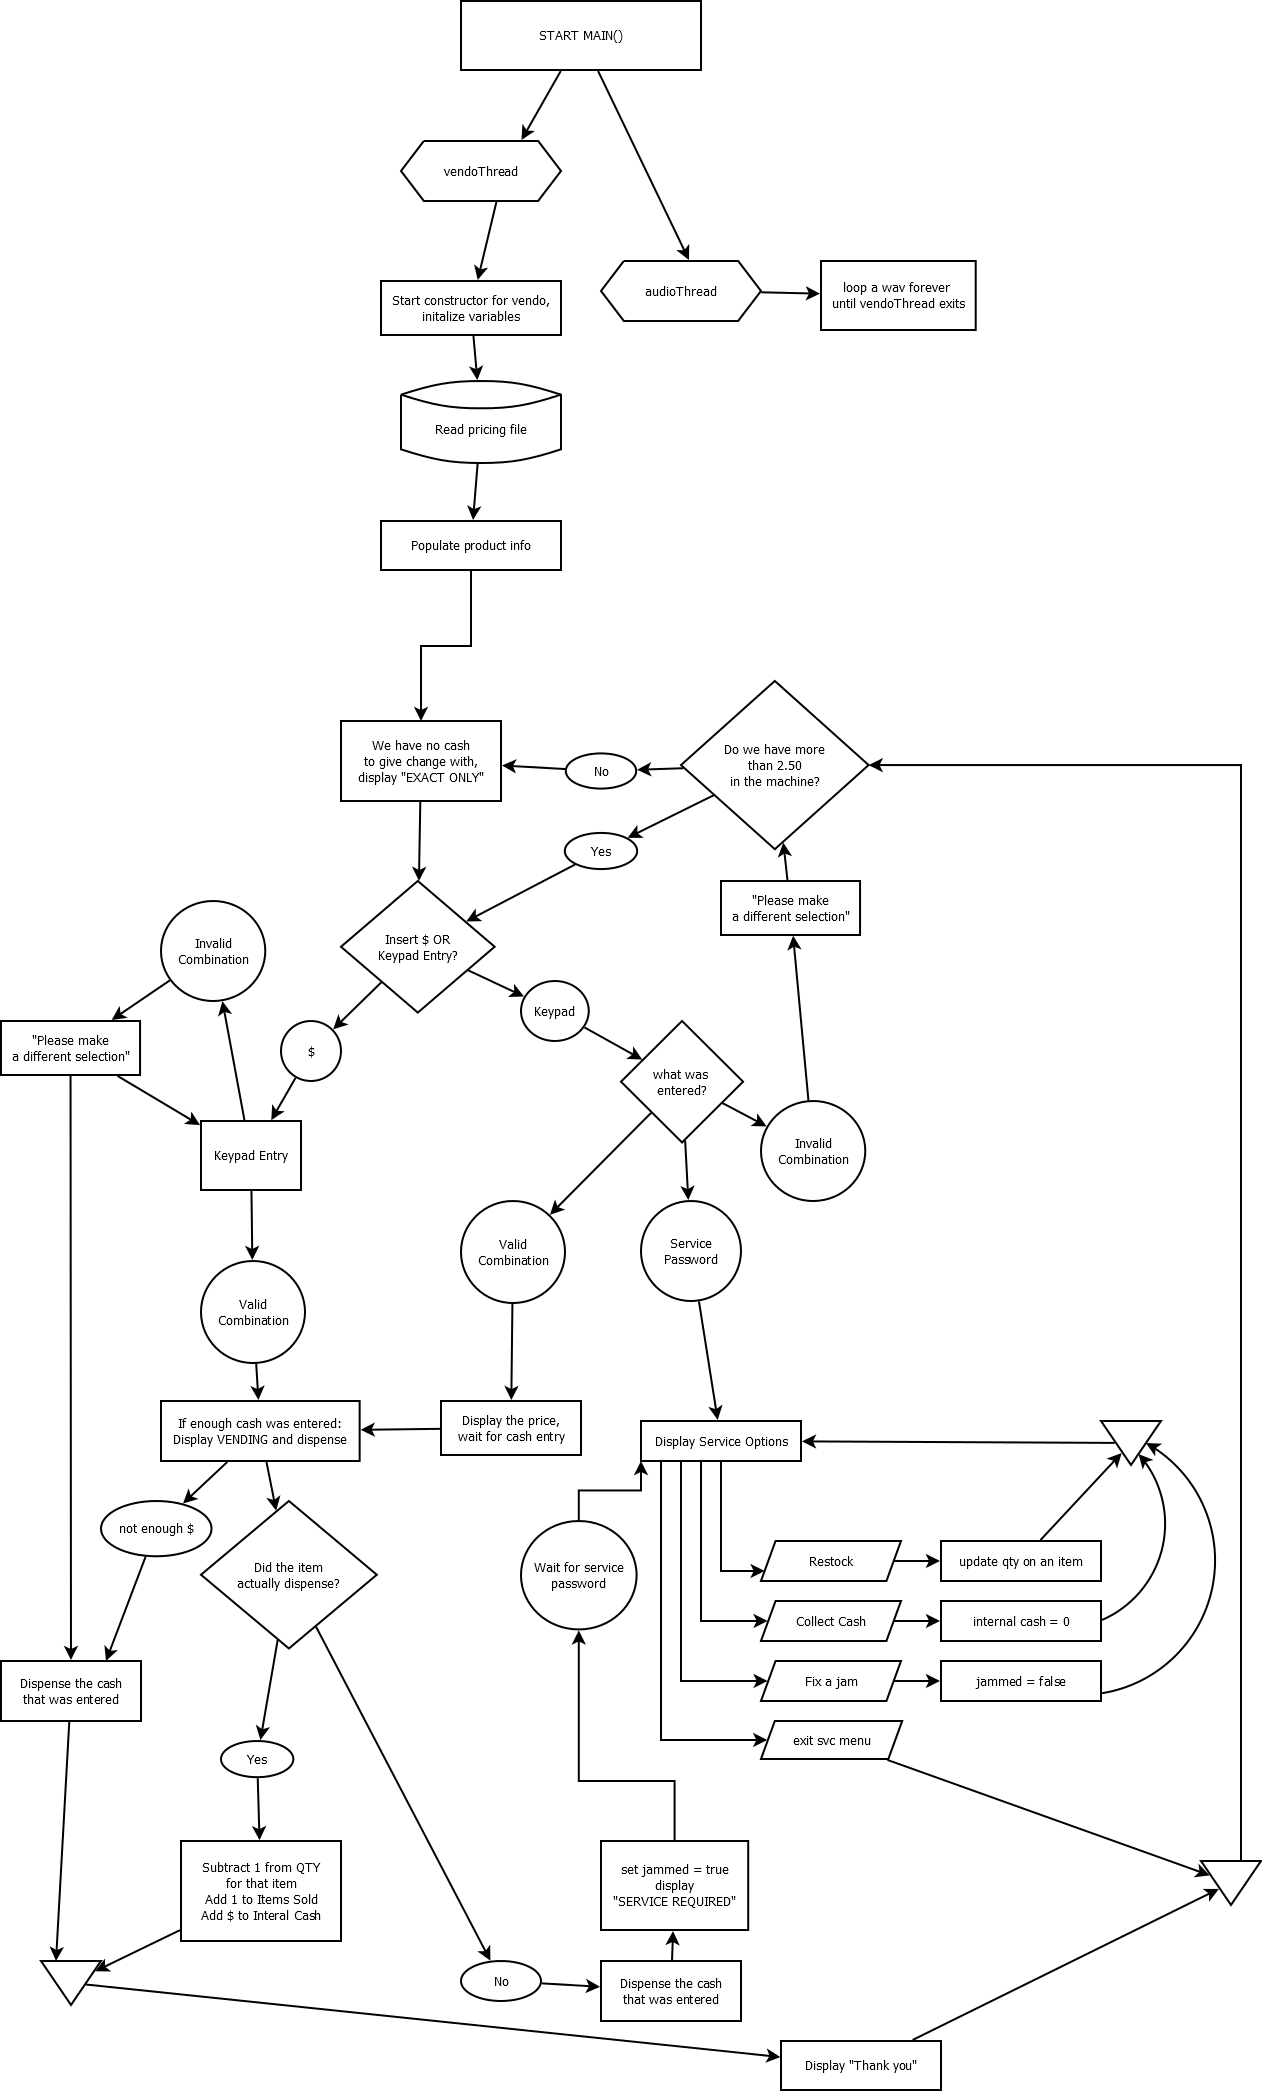 START MAIN()
vendoThread
audioThread
loop a wav forever
until vendoThread exits
Start constructor for vendo,
initalize variables
Read pricing file
Populate product info
We have no cash
to give change with,
display "EXACT ONLY"
No
Do we have more
than 2.50
in the machine?
Yes
"Please make
a different selection"
Insert $ OR
Keypad Entry?
Invalid
Combination
Keypad
"Please make
a different selection"
$
what was
entered?
Keypad Entry
Invalid
Combination
Valid
Combination
Service
Password
Valid
Combination
If enough cash was entered:
Display VENDING and dispense
Display the price,
wait for cash entry
Display Service Options
not enough $
Did the item
actually dispense?
Wait for service
password
Restock
update qty on an item
Collect Cash
internal cash = 0
Fix a jam
jammed = false
exit svc menu
Dispense the cash
that was entered
Yes
Subtract 1 from QTY
for that item
Add 1 to Items Sold
Add $ to Interal Cash
set jammed = true
display
"SERVICE REQUIRED"
No
Dispense the cash
that was entered
Display "Thank you"